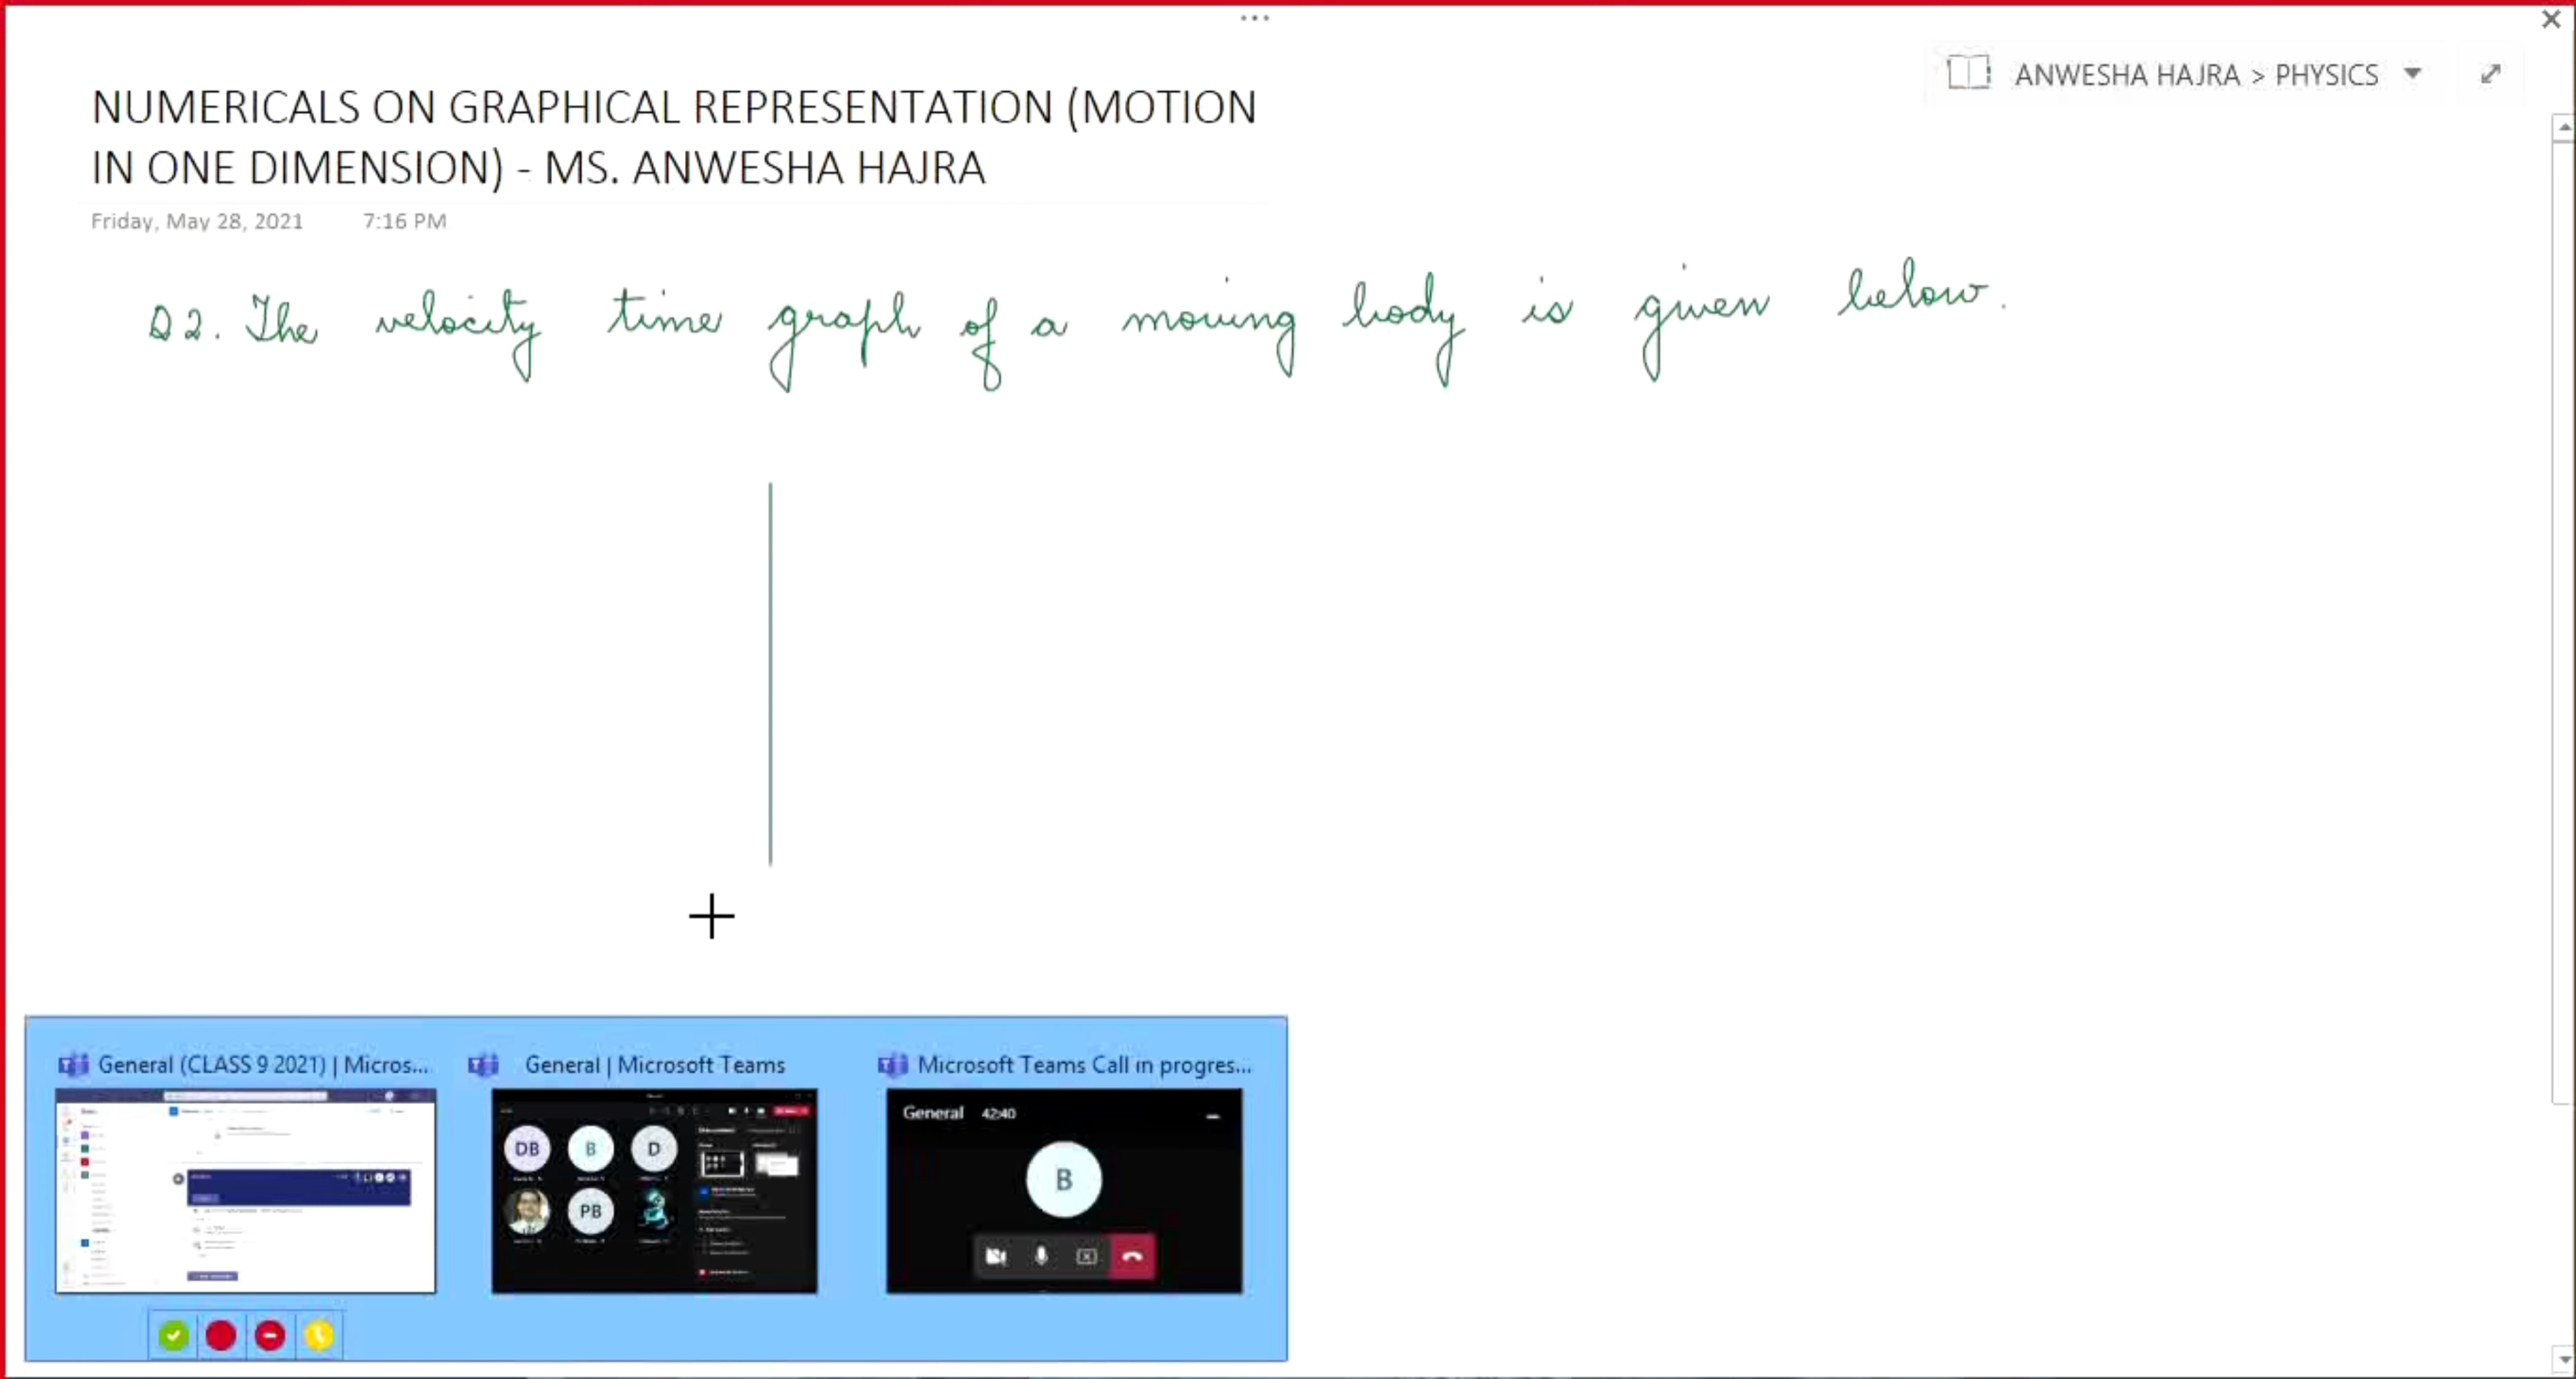 ANWESHA HAJRA > PHYSICS
NUMERICALS ON GRAPHICAL REPRESENTATION (MOTION
IN ONE DIMENSION) - MS. ANWESHA HAJRA
Friday, May 28, 2021 7:16 PM
Q2. The velocity time graph of a moving body is given below.
General (CLASS 9 2021) | Micros...
General | Microsoft Teams
Microsoft Teams Call in progres...
DB B D
PB
General 42:40
B